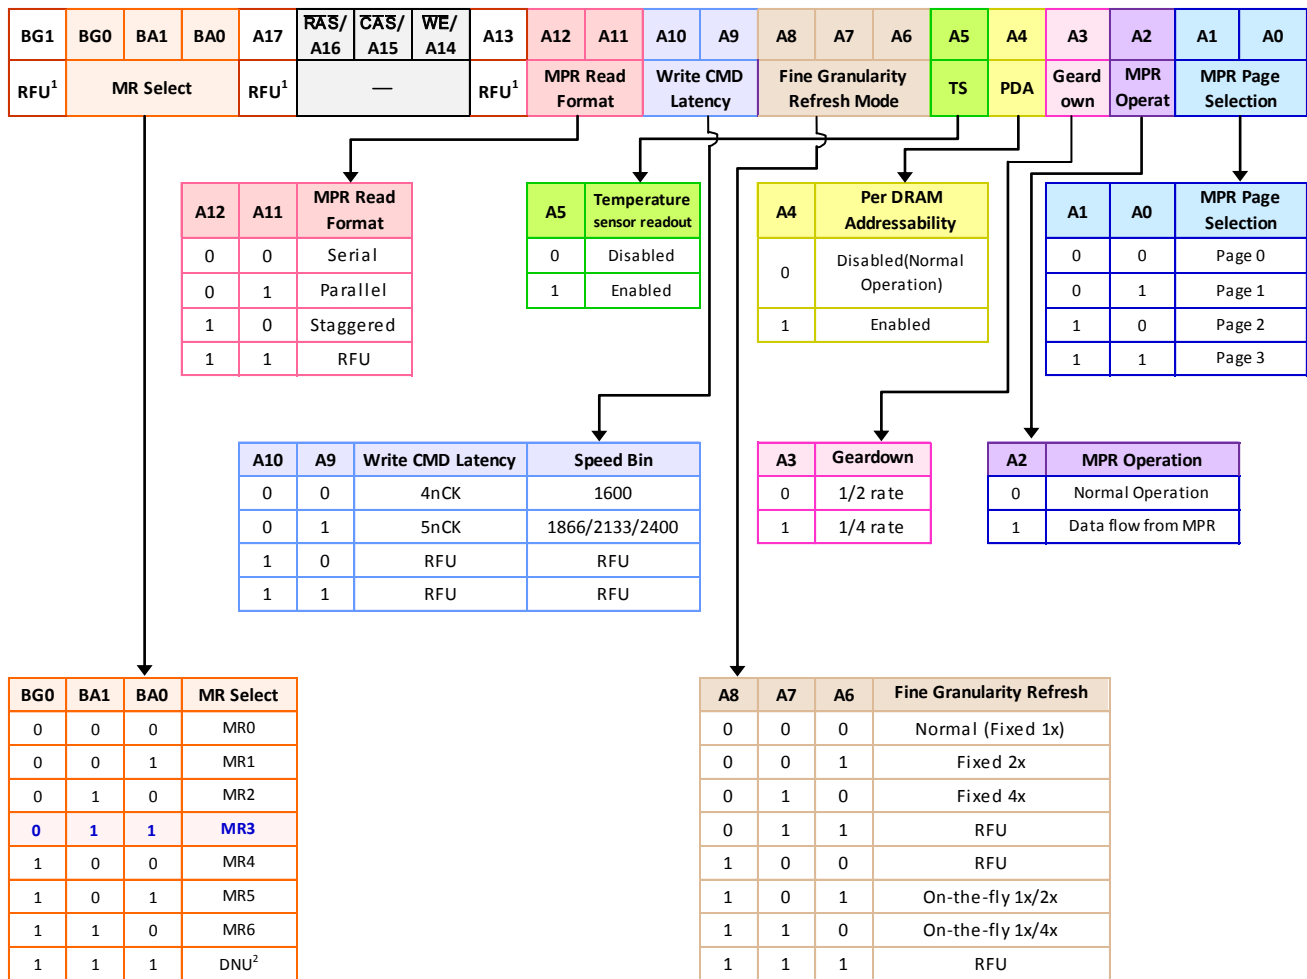 BG1 BG0 BA1 BA0 A17 RAS/ A16 CAS/ A15 WE/ A14 A13 A12 A11 A10 A9 A8 A7 A6 A5 A4 A3 A2 A1 A0
RFU1 MR Select RFU1 — RFU1 MPR Read Format Write CMD Latency Fine Granularity Refresh Mode TS PDA Geard own MPR Operat MPR Page Selection
A12 A11 MPR Read Format
0 0 Serial
0 1 Parallel
1 0 Staggered
1 1 RFU
A5 Temperature sensor readout
0 Disabled
1 Enabled
A4 Per DRAM Addressability
0 Disabled(Normal Operation)
1 Enabled
A1 A0 MPR Page Selection
0 0 Page 0
0 1 Page 1
1 0 Page 2
1 1 Page 3
A10 A9 Write CMD Latency Speed Bin
0 0 4nCK 1600
0 1 5nCK 1866/2133/2400
1 0 RFU RFU
1 1 RFU RFU
A3 Geardown
0 1/2 rate
1 1/4 rate
A2 MPR Operation
0 Normal Operation
1 Data flow from MPR
BG0 BA1 BA0 MR Select
0 0 0 MR0
0 0 1 MR1
0 1 0 MR2
0 1 1 MR3
1 0 0 MR4
1 0 1 MR5
1 1 0 MR6
1 1 1 DNU2
A8 A7 A6 Fine Granularity Refresh
0 0 0 Normal (Fixed 1x)
0 0 1 Fixed 2x
0 1 0 Fixed 4x
0 1 1 RFU
1 0 0 RFU
1 0 1 On-the-fly 1x/2x
1 1 0 On-the-fly 1x/4x
1 1 1 RFU